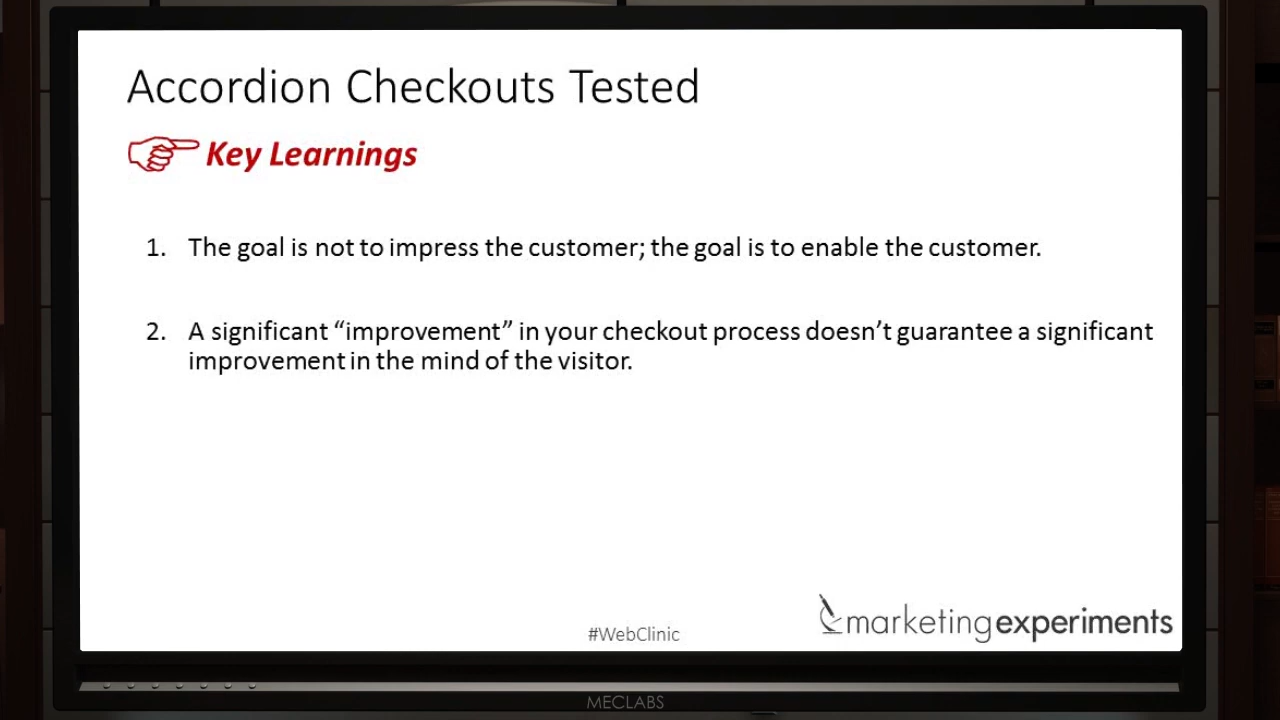 Accordion Checkouts Tested
Key Learnings
1. The goal is not to impress the customer; the goal is to enable the customer.
2. A significant “improvement” in your checkout process doesn’t guarantee a significant
improvement in the mind of the visitor.
#WebClinic
marketingexperiments
MECLABS